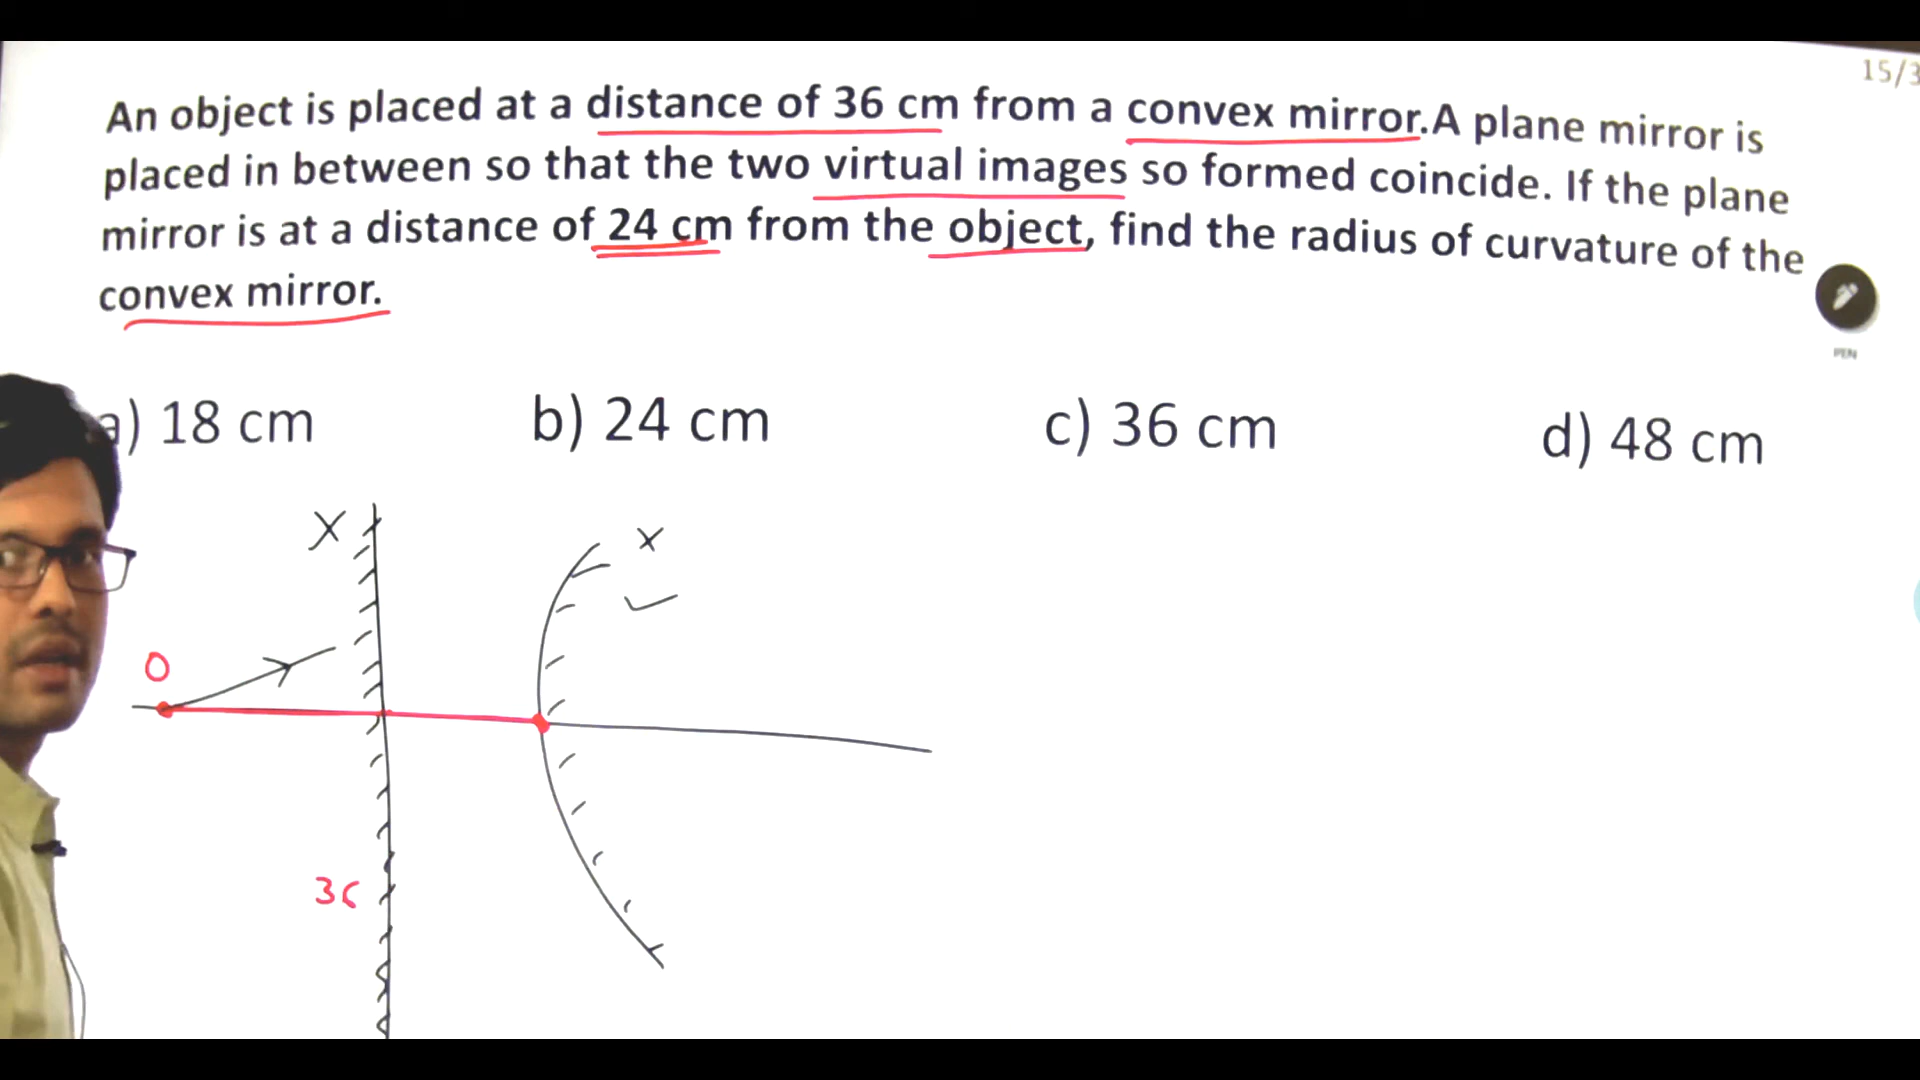 15/3
An object is placed at a distance of 36 cm from a convex mirror.A plane mirror is
placed in between so that the two virtual images so formed coincide. If the plane
mirror is at a distance of 24 cm from the object, find the radius of curvature of the
convex mirror.
PEN
a) 18 cm b) 24 cm c) 36 cm d) 48 cm
X x
O
36